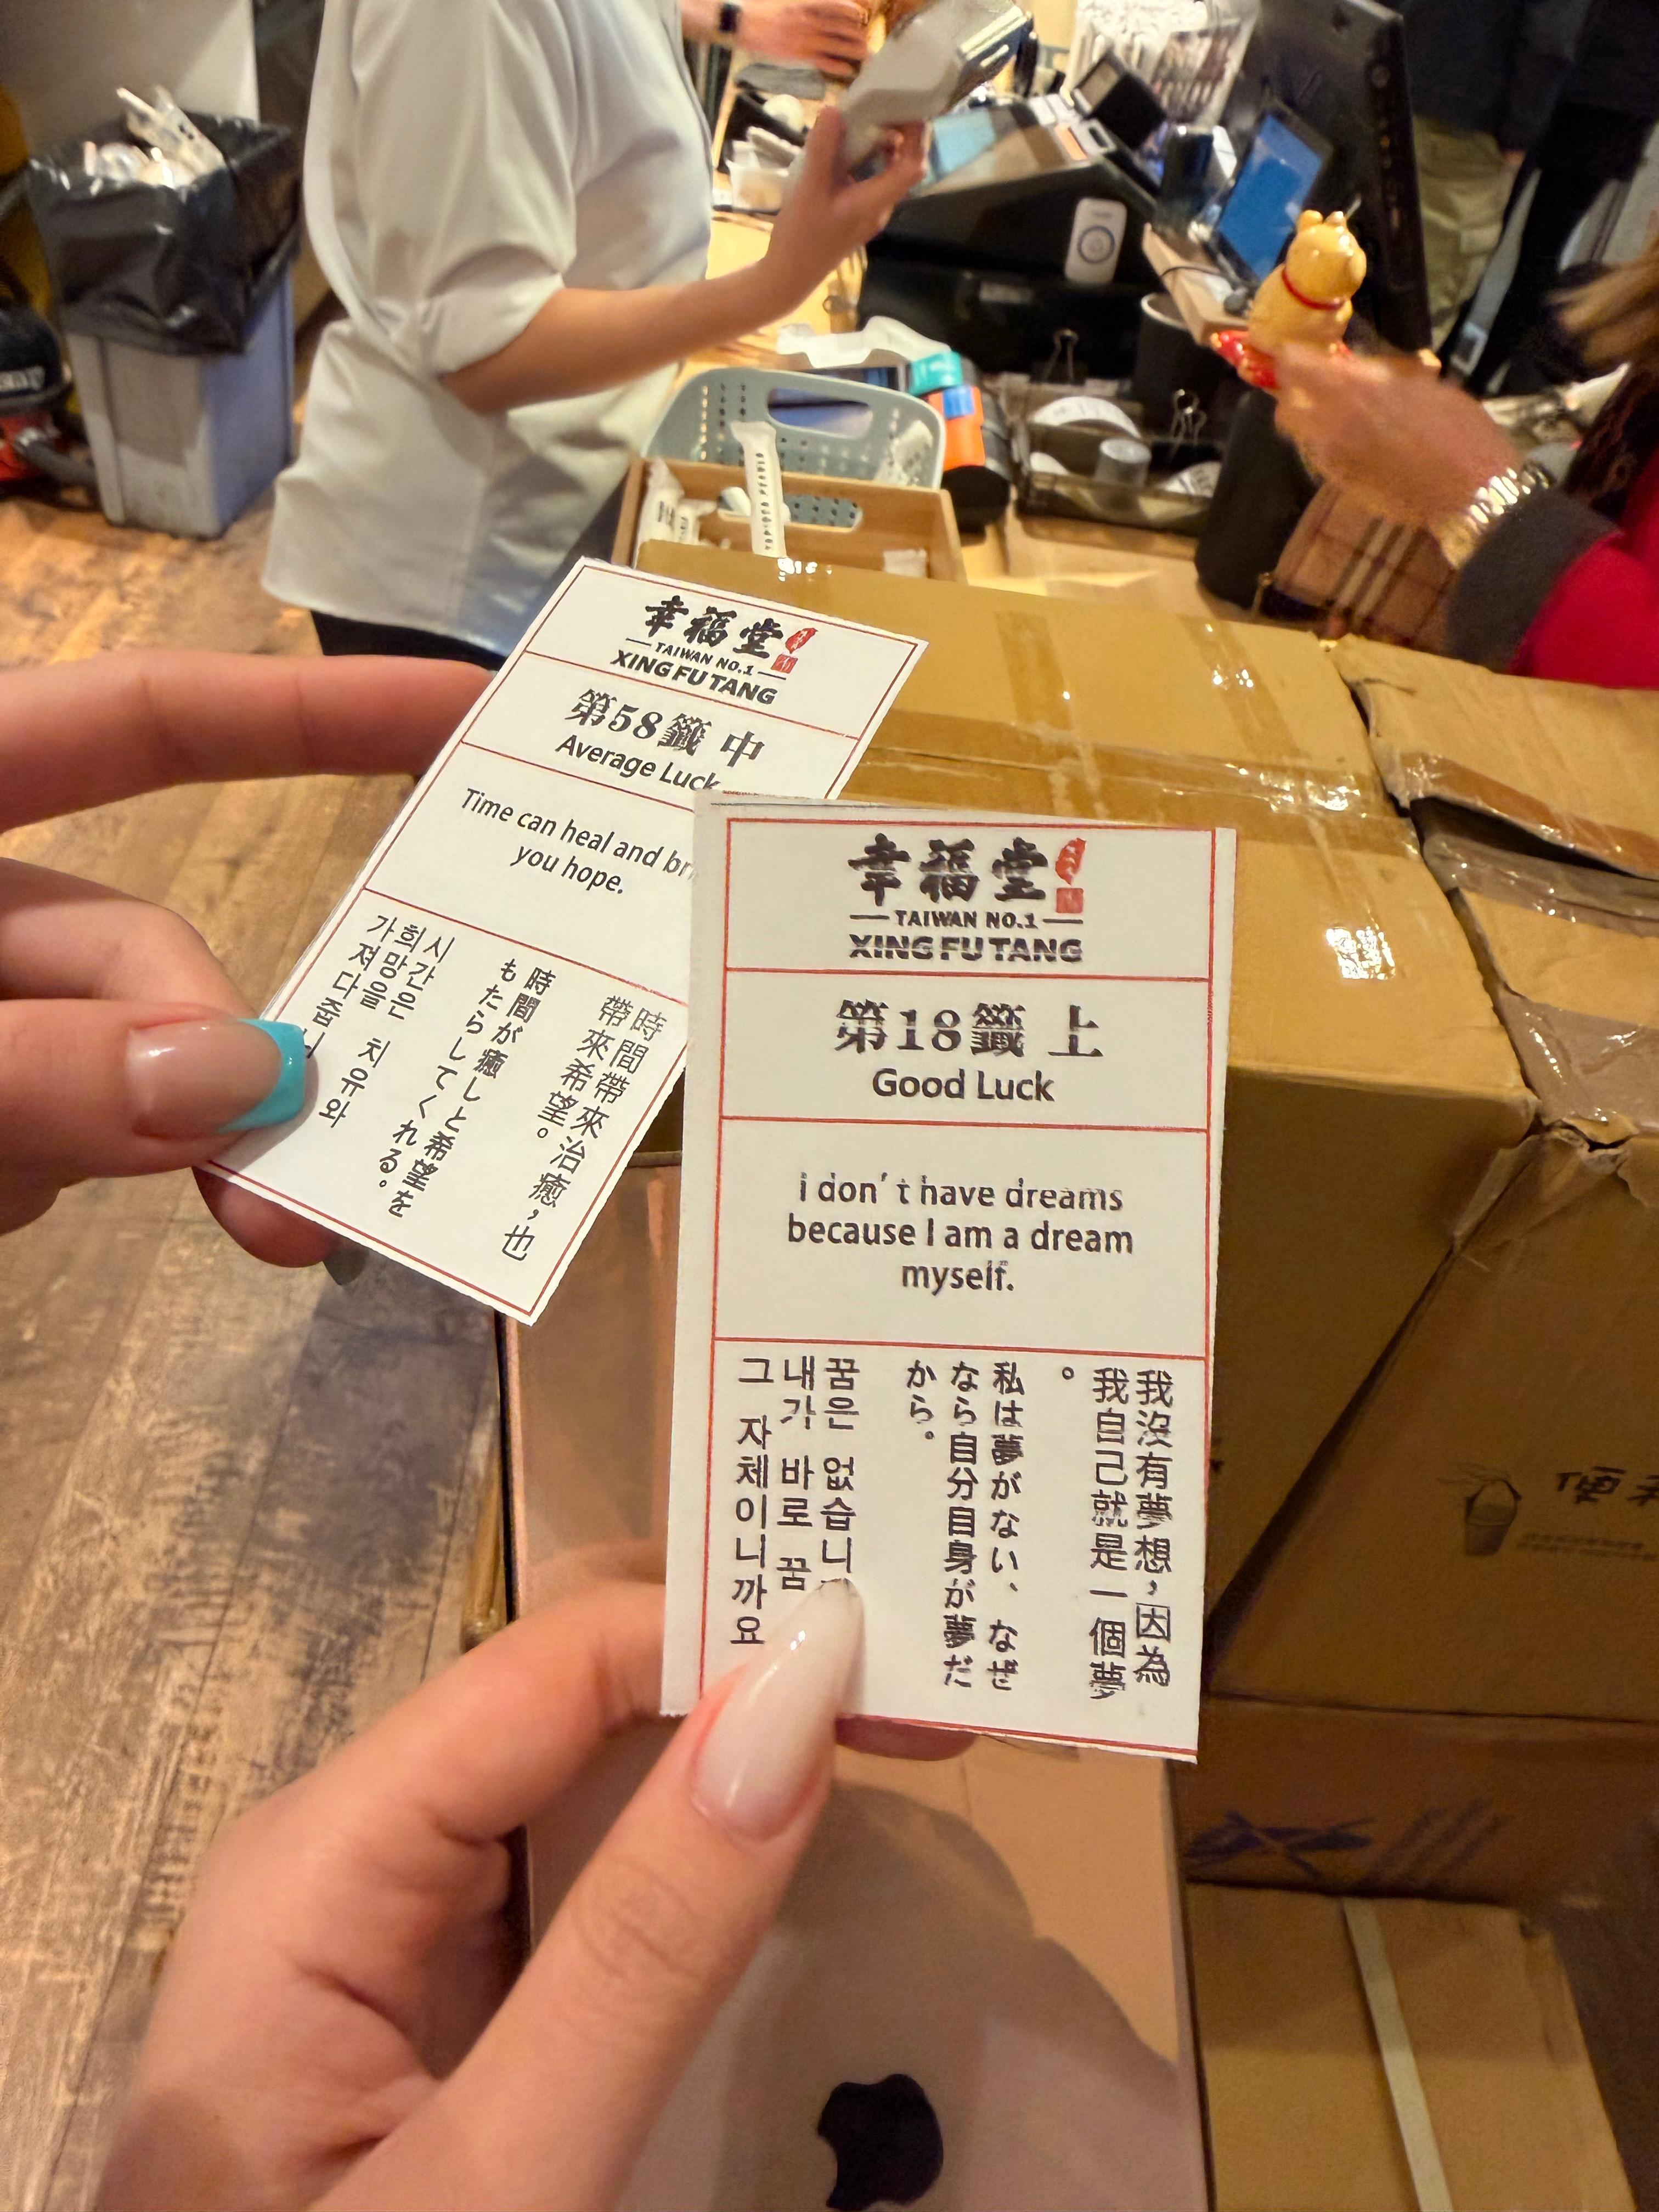 幸福堂
TAIWAN NO.1
XING FU TANG
第58籤 中
Average Luck
Time can heal and
you hope.
時間帶來治癒，也
帶來希望。
時間が癒しと希望を
もたらしてくれる。
시간은 치유와
희망을
가져다줍
幸福堂
TAIWAN NO.1
XING FU TANG
第18籤 上
Good Luck
i don't have dreams
because I am a dream
myself.
我沒有夢想，因為
我自己就是一個夢
。
私は夢がない、なぜ
なら自分自身が夢だ
から。
꿈은 없습니
내가 바로 꿈
그 자체이니까요